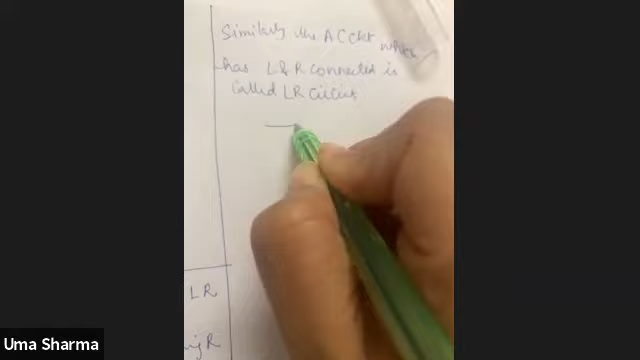 Similarly the AC ckt which
has L & R connected is
called LR circuit
LR
R
Uma Sharma